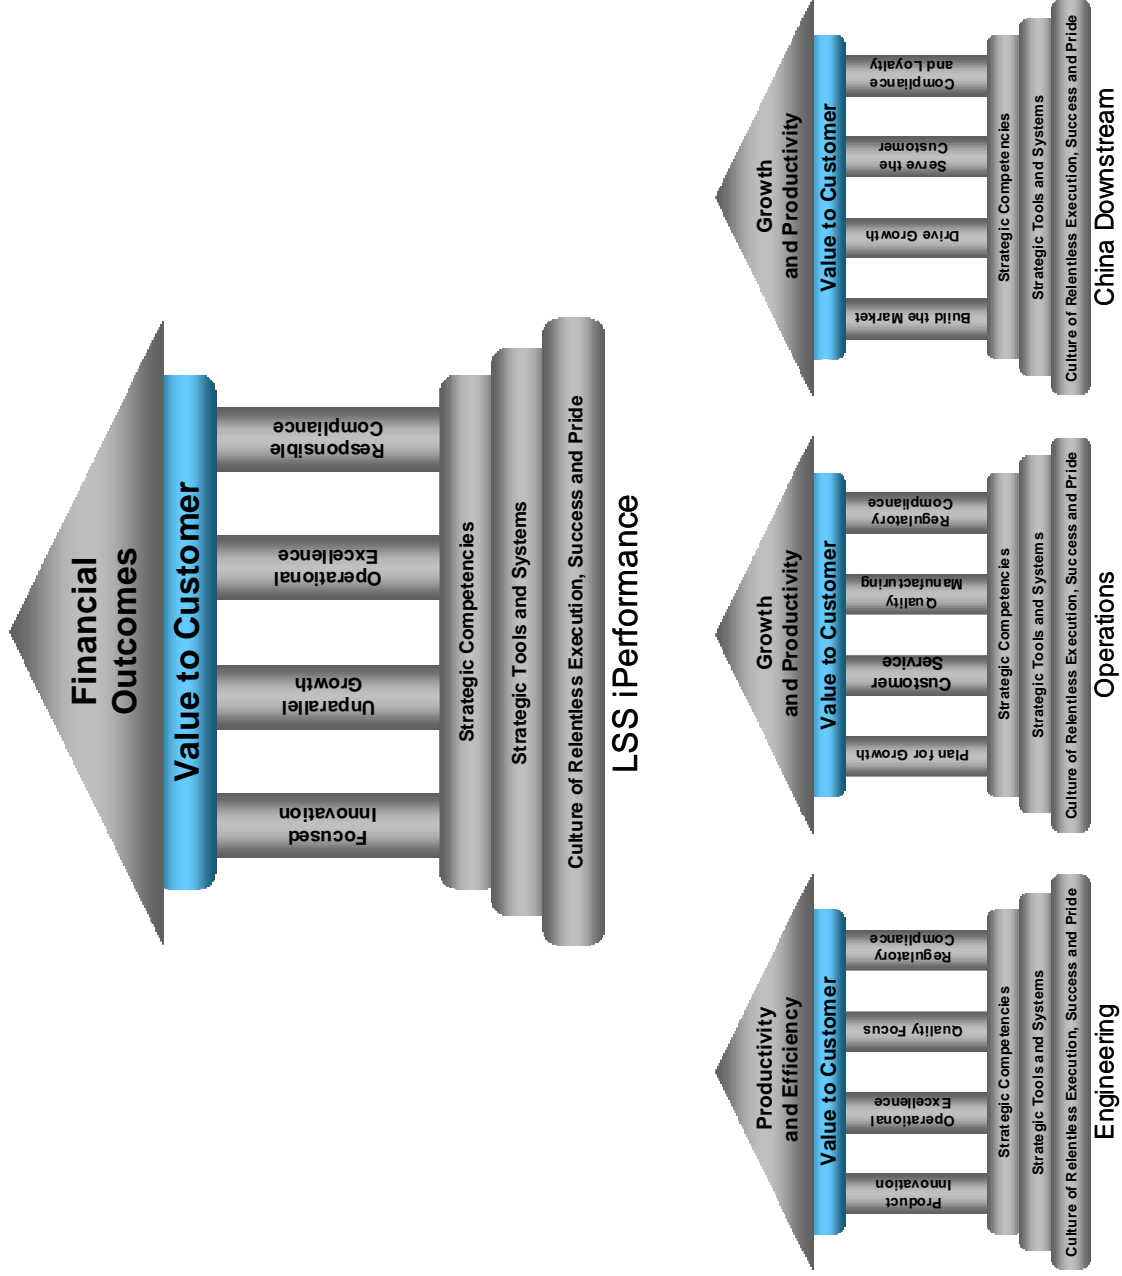 Financial
Outcomes
Value to Customer
Focused
Innovation
Unparallel
Growth
Operational
Excellence
Responsible
Compliance
Strategic Competencies
Strategic Tools and Systems
Culture of Relentless Execution, Success and Pride
LSS iPerformance
Productivity
and Efficiency
Value to Customer
Product
Innovation
Operational
Excellence
Quality Focus
Regulatory
Compliance
Strategic Competencies
Strategic Tools and Systems
Culture of Relentless Execution, Success and Pride
Engineering
Growth
and Productivity
Value to Customer
Plan for Growth
Customer
Service
Quality
Manufacturing
Regulatory
Compliance
Strategic Competencies
Strategic Tools and Systems
Culture of Relentless Execution, Success and Pride
Operations
Growth
and Productivity
Value to Customer
Build the Market
Drive Growth
Serve the
Customer
Compliance
and Loyalty
Strategic Competencies
Strategic Tools and Systems
Culture of Relentless Execution, Success and Pride
China Downstream